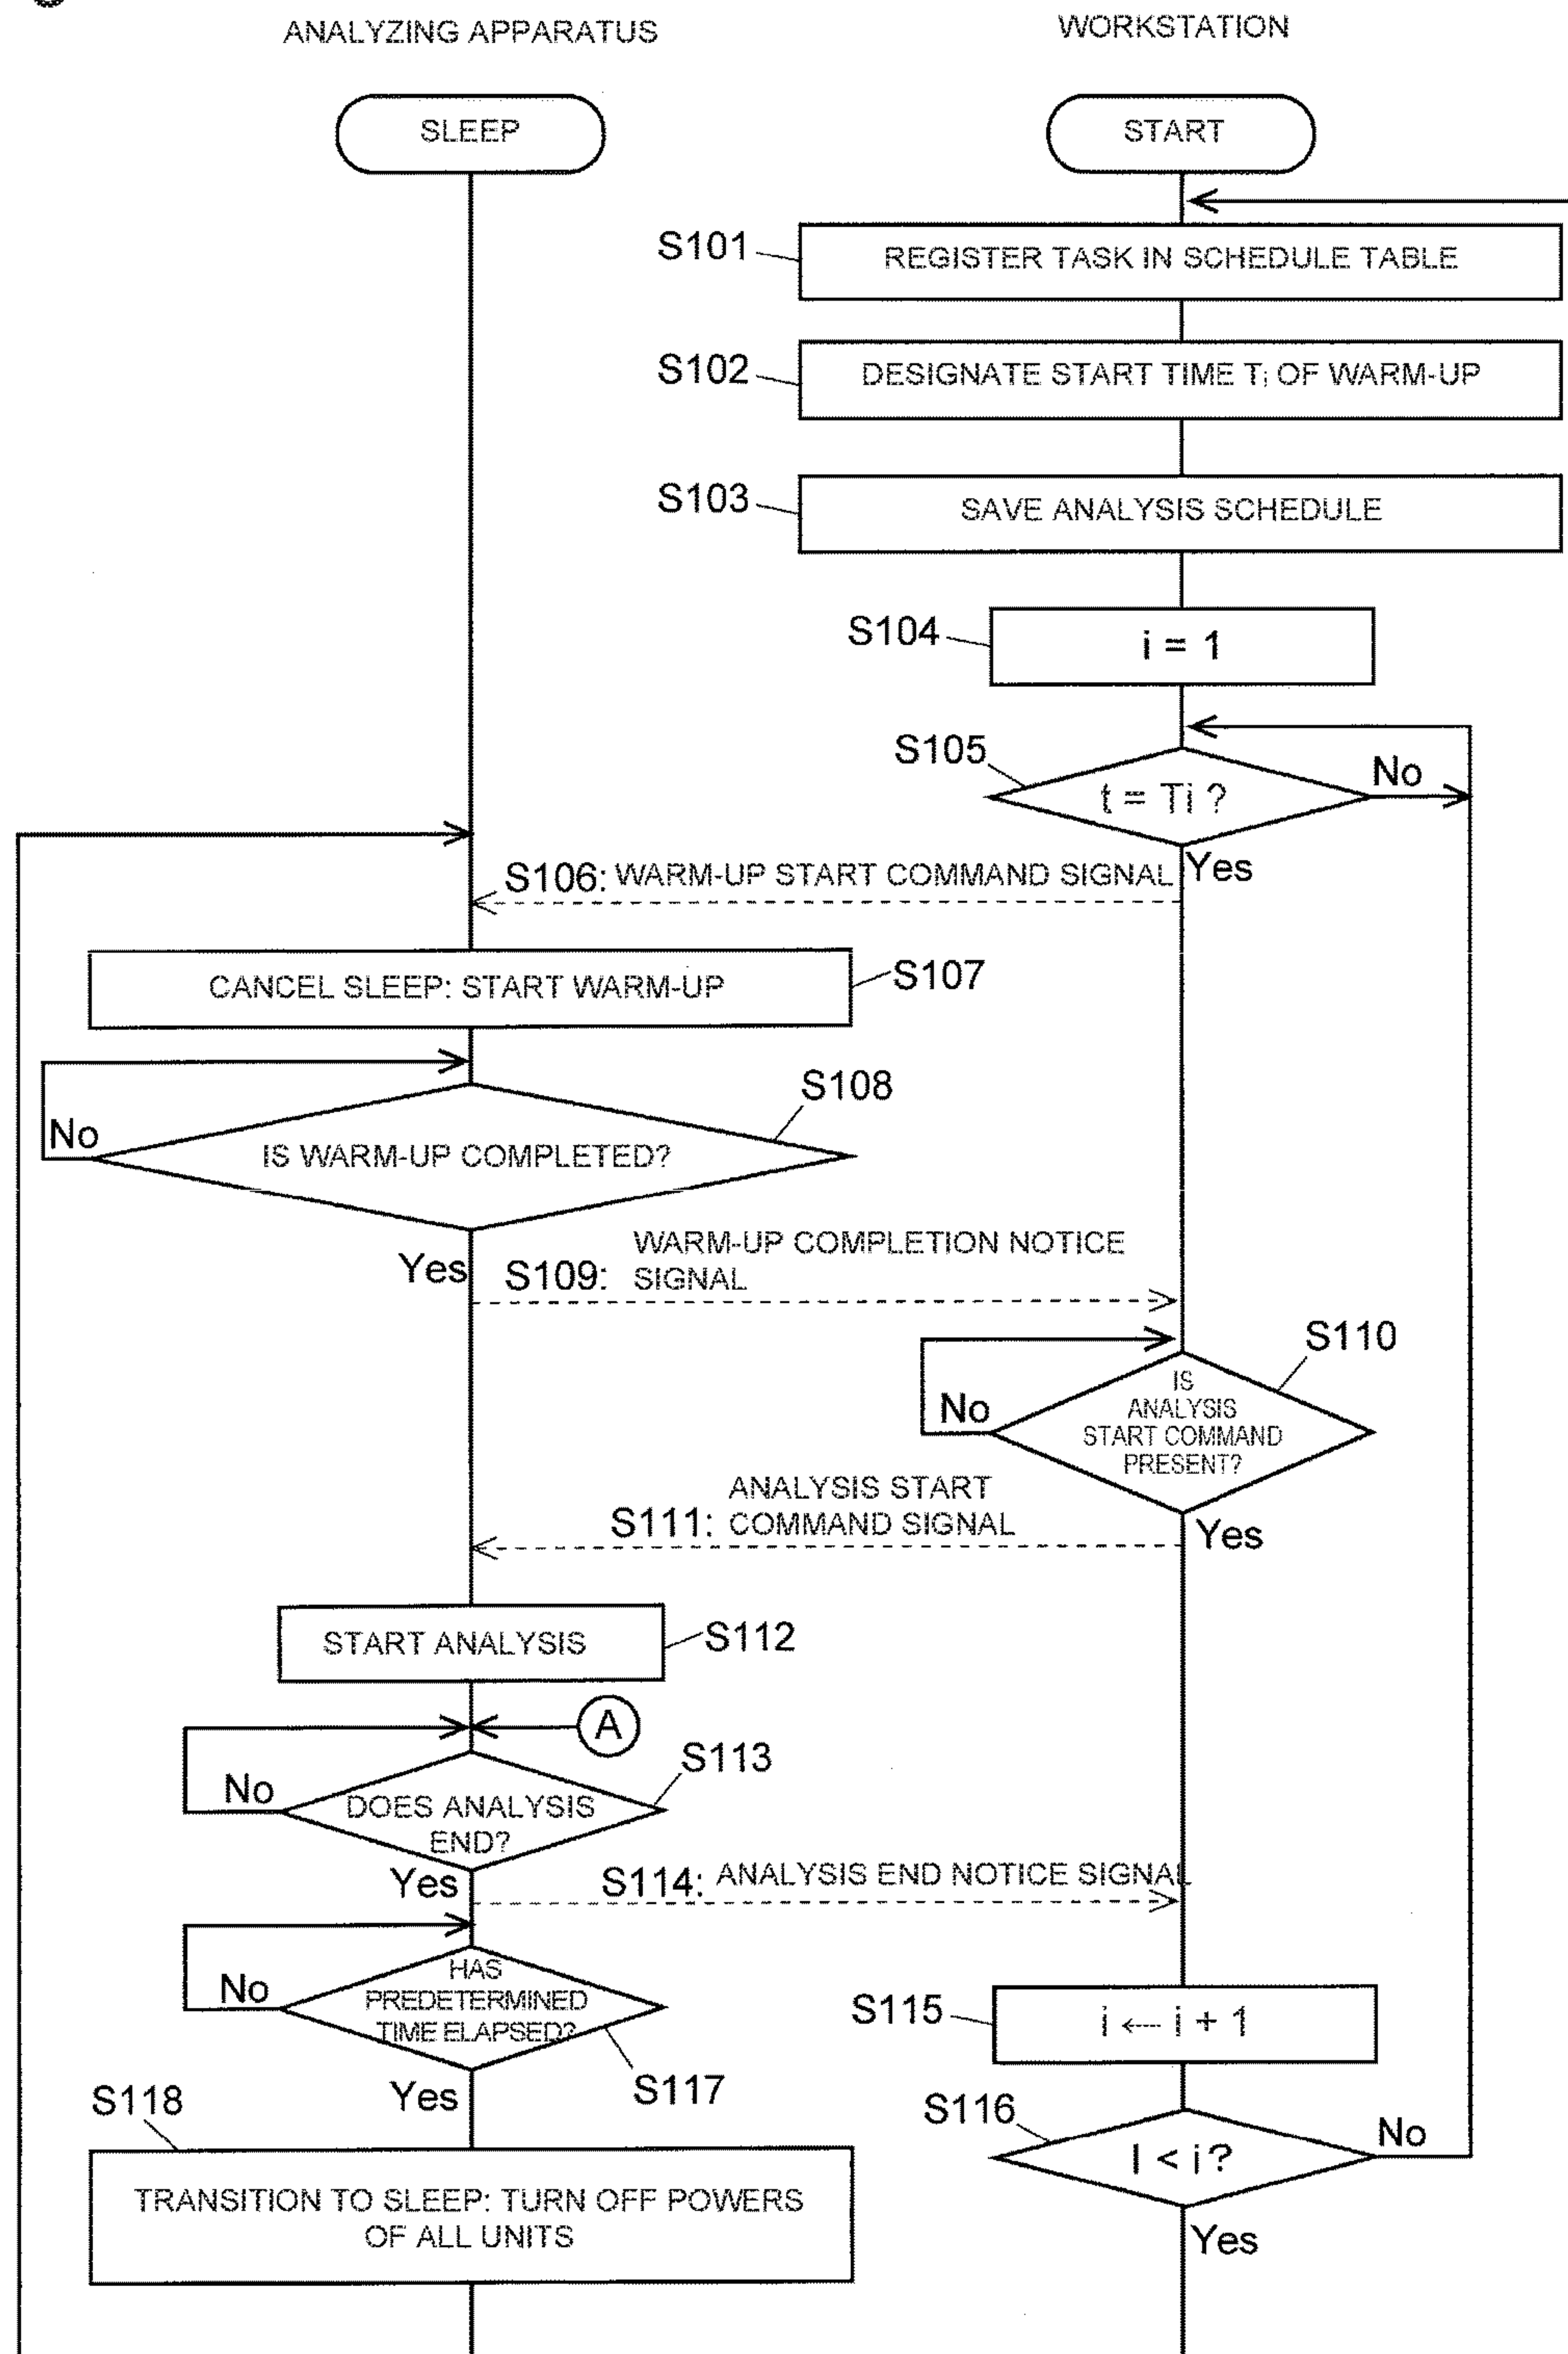 ANALYZING APPARATUS
WORKSTATION
SLEEP
START
S101
REGISTER TASK IN SCHEDULE TABLE
S102
DESIGNATE START TIME Ti OF WARM-UP
S103
SAVE ANALYSIS SCHEDULE
S104
i = 1
S105
t = Ti ?
No
Yes
S106: WARM-UP START COMMAND SIGNAL
CANCEL SLEEP: START WARM-UP
S107
S108
No
IS WARM-UP COMPLETED?
Yes
S109: WARM-UP COMPLETION NOTICE
SIGNAL
S110
No
IS
ANALYSIS
START COMMAND
PRESENT?
Yes
S111: ANALYSIS START
COMMAND SIGNAL
START ANALYSIS
S112
A
S113
No
DOES ANALYSIS
END?
Yes
S114: ANALYSIS END NOTICE SIGNAL
No
HAS
PREDETERMINED
TIME ELAPSED?
S117
Yes
S115
i ← i + 1
S116
I < i?
No
Yes
S118
TRANSITION TO SLEEP: TURN OFF POWERS
OF ALL UNITS